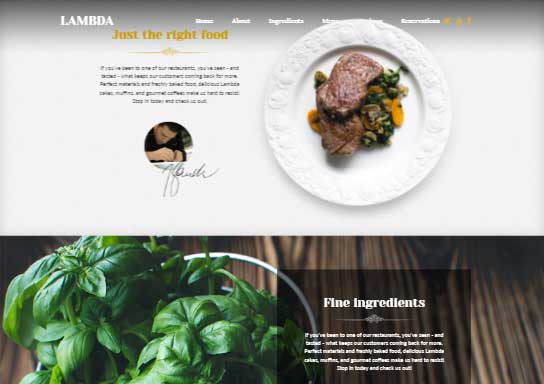 LAMBDA
Home About Ingredients Reservations
Just the right food
If you've been to one of our restaurants, you've seen - and
tasted - what keeps our customers coming back for more.
Perfect materials and freshly baked food, delicious Lambda
cakes, muffins, and gourmet coffees make us hard to resist!
Stop in today and check us out!
Fine ingredients
If you've been to one of our restaurants, you've seen - and
tasted - what keeps our customers coming back for more.
Perfect materials and freshly baked food, delicious Lambda
cakes, muffins, and gourmet coffees make us hard to resist!
Stop in today and check us out!